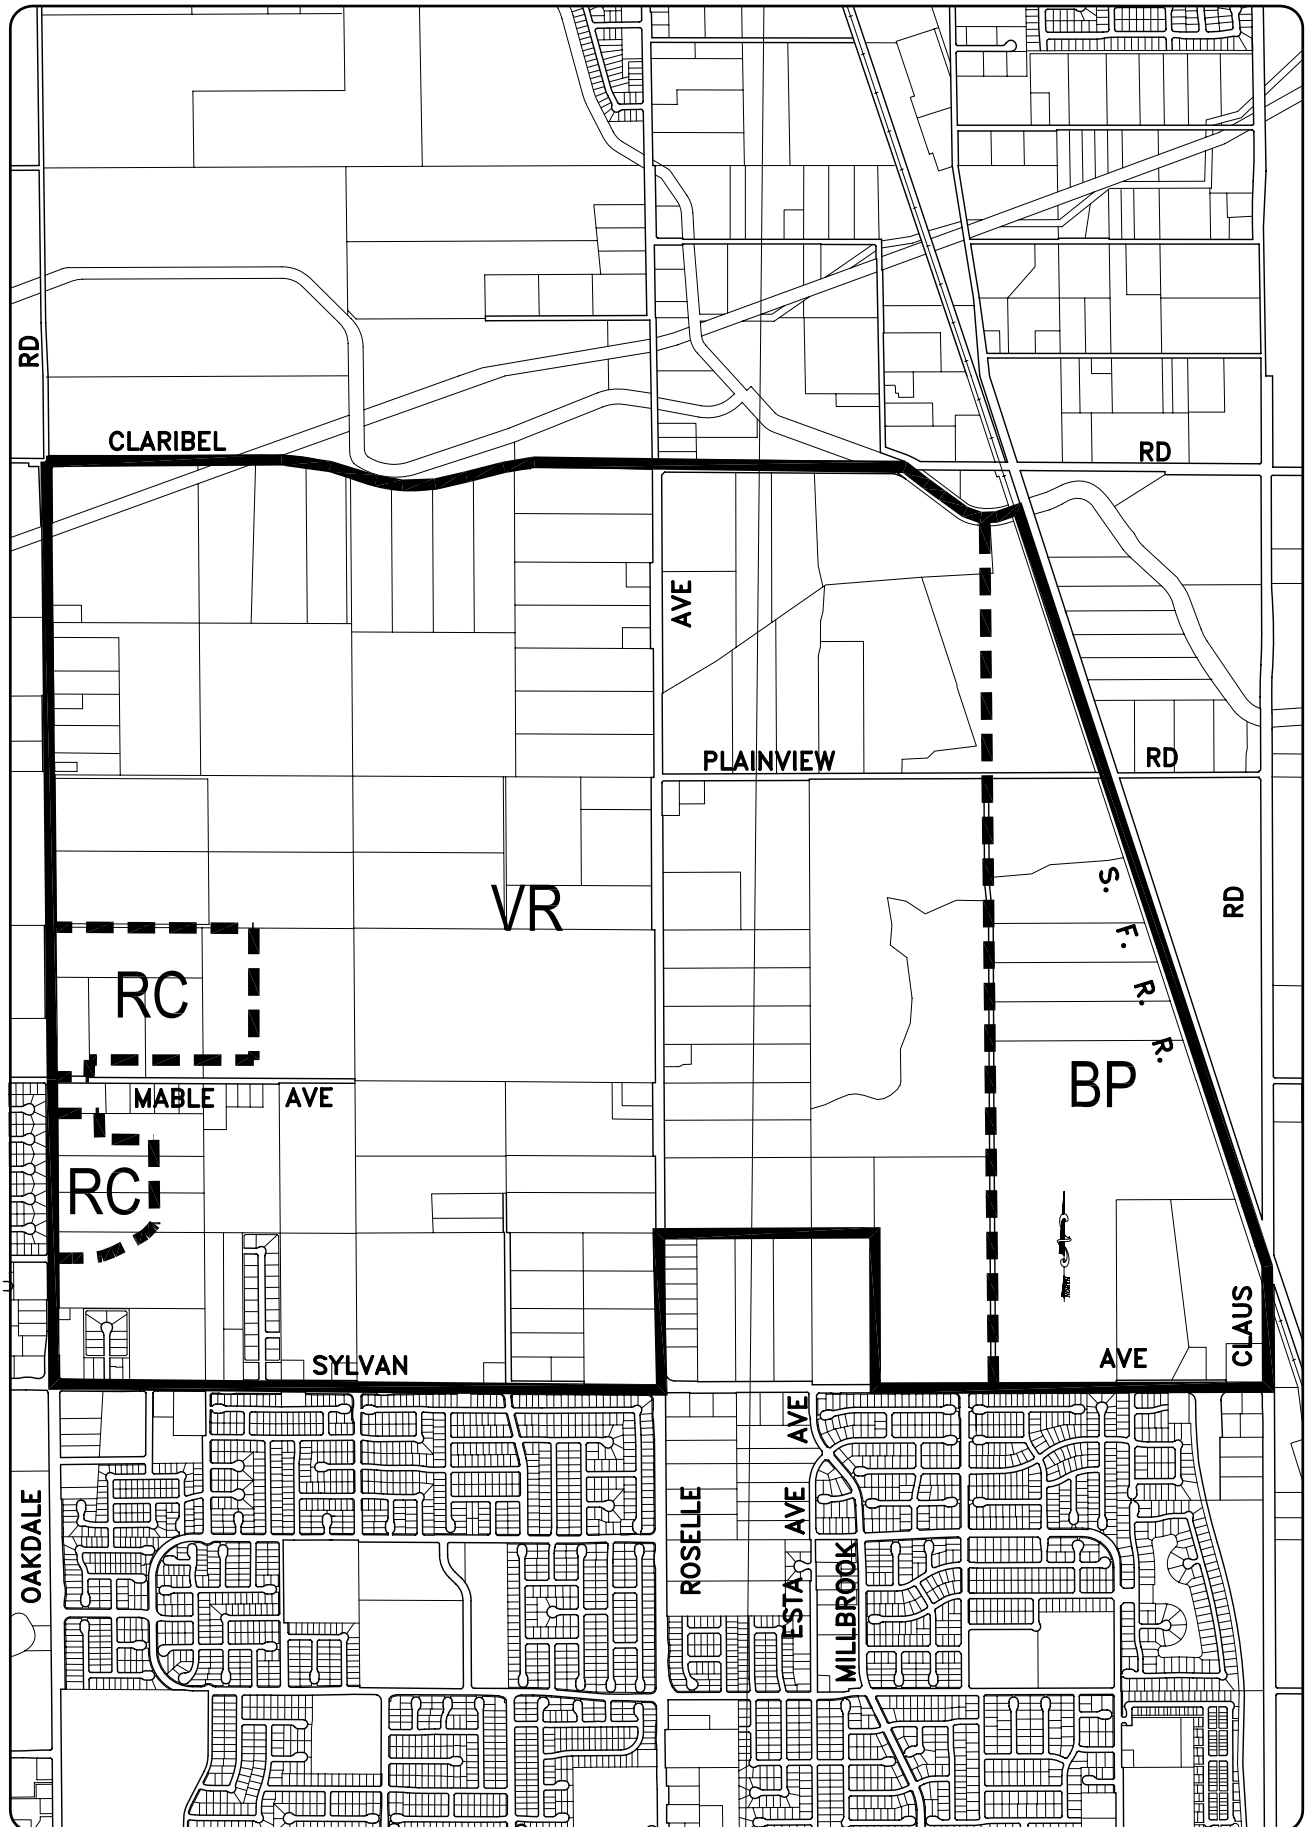 RD
CLARIBEL
RD
AVE
PLAINVIEW
RD
S. F. R. R.
RD
VR
RC
MABLE AVE
BP
RC
CLAUS
SYLVAN
AVE
AVE
OAKDALE
ROSELLE
AVE
ESTA
MILLBROOK